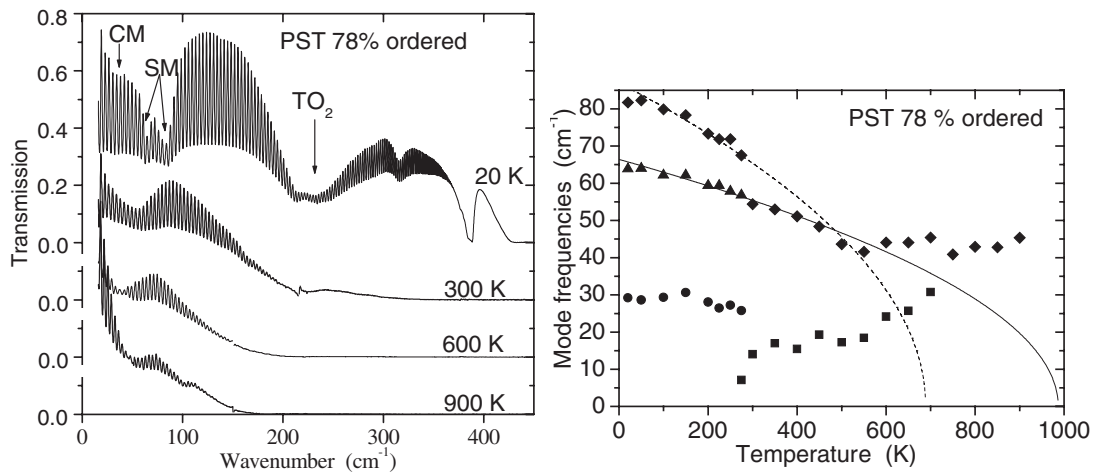 PST 78% ordered
CM
SM
TO₂
20 K
300 K
600 K
900 K
Transmission
0.8
0.6
0.4
0.2
0.0
0.0
0.0
0.0
0 100 200 300 400
Wavenumber (cm⁻¹)
PST 78 % ordered
Mode frequencies (cm⁻¹)
80
70
60
50
40
30
20
10
0
0 200 400 600 800 1000
Temperature (K)